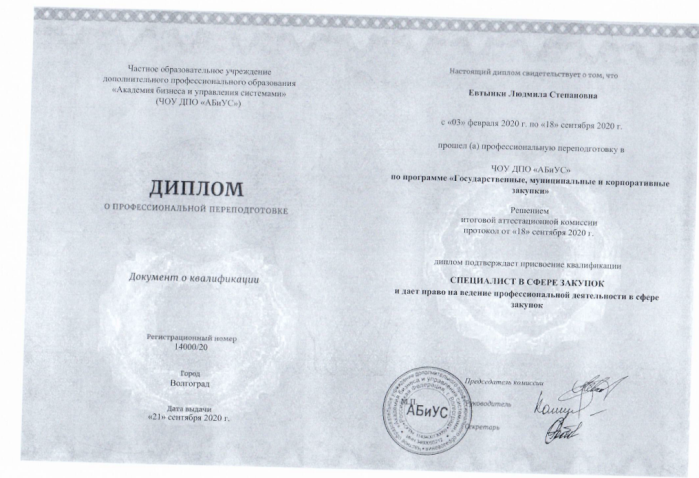 Частное образовательное учреждение
дополнительного профессионального образования
«Академия бизнеса и управления системами»
(ЧОУ ДПО «АБиУС»)
ДИПЛОМ
О ПРОФЕССИОНАЛЬНОЙ ПЕРЕПОДГОТОВКЕ
Документ о квалификации
Регистрационный номер
14000/20
Город
Волгоград
Дата выдачи
«21» сентября 2020 г.
Настоящий диплом свидетельствует о том, что
Людмила Степановна
с «03» февраля 2020 г. по «18» сентября 2020 г.
прошел (а) профессиональную переподготовку в
ЧОУ ДПО «АБиУС»
по программе «Государственные, муниципальные и корпоративные
закупки»
Решением
итоговой аттестационной комиссии
протокол от «18» сентября 2020 г.
диплом подтверждает присвоение квалификации
СПЕЦИАЛИСТ В СФЕРЕ ЗАКУПОК
и дает право на ведение профессиональной деятельности в сфере
закупок
Председатель комиссии
М.П.
Руководитель
АБиУС
Секретарь